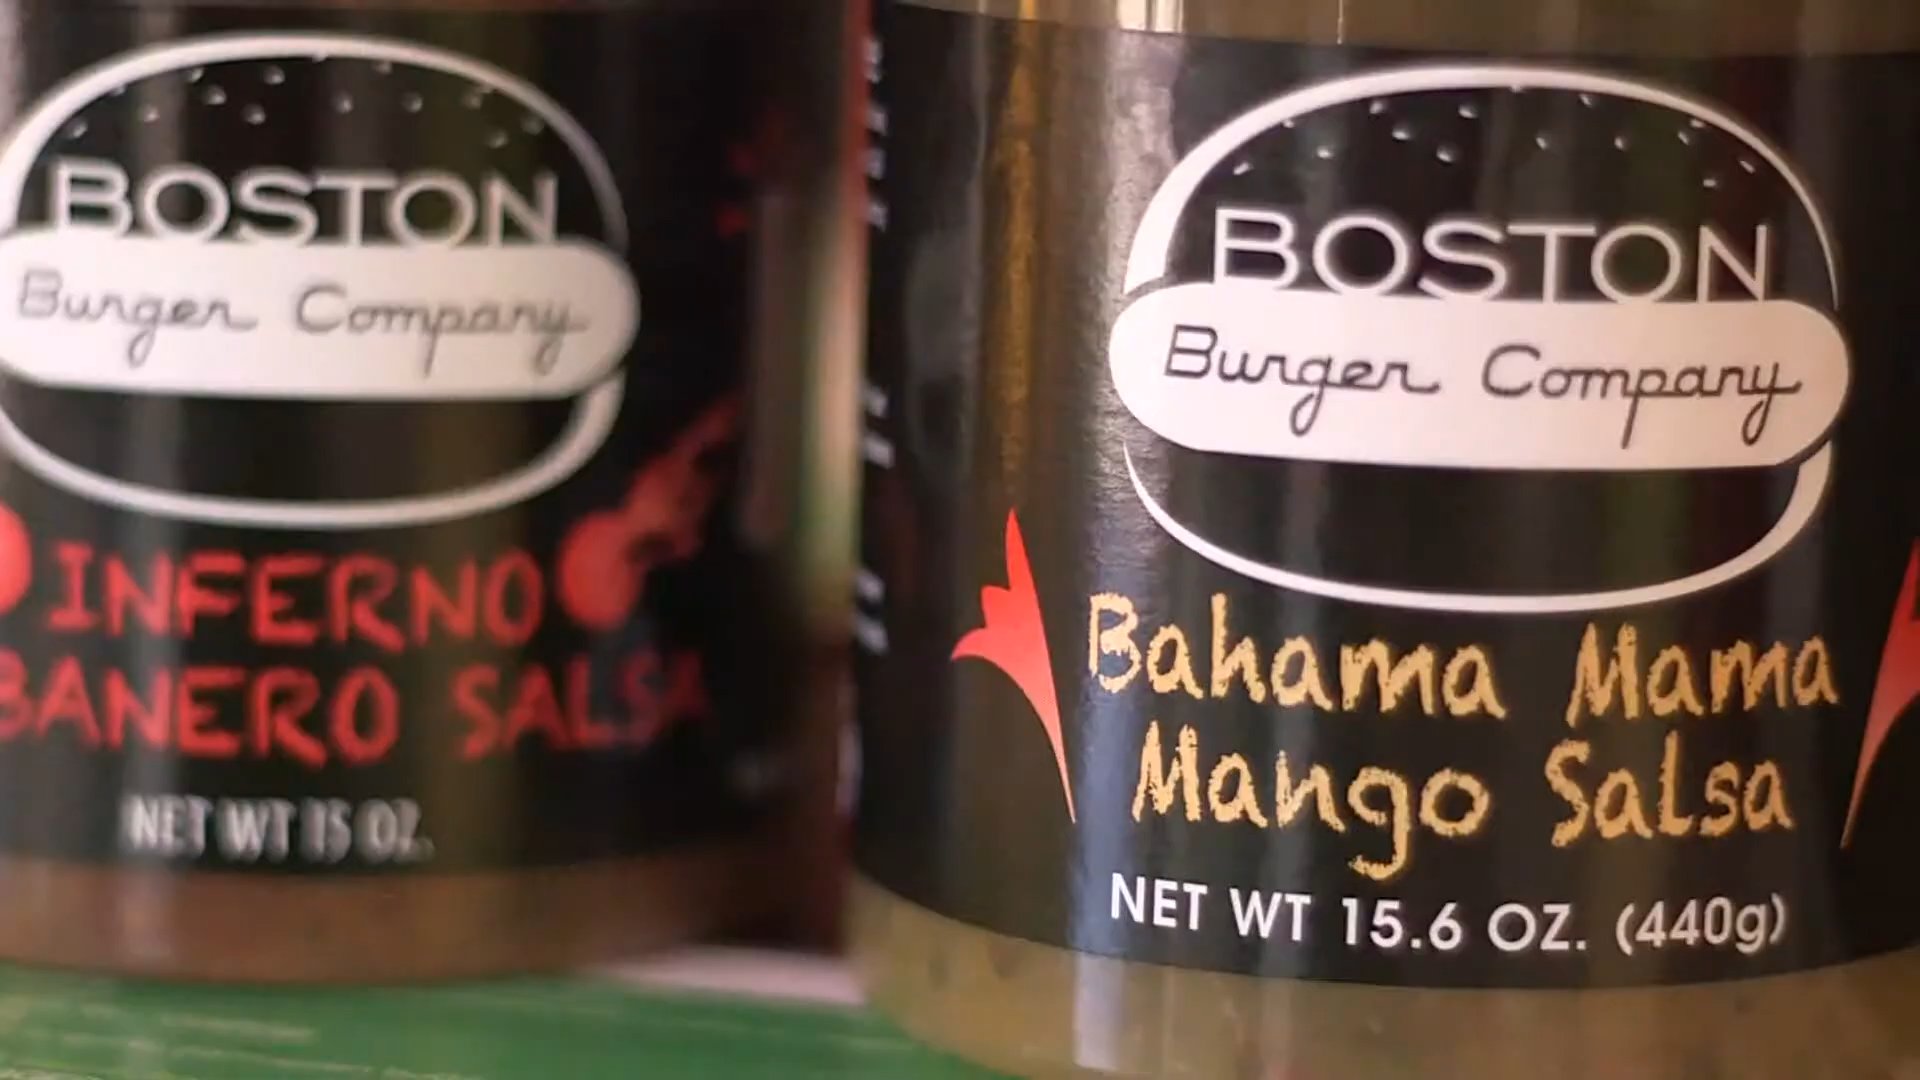 BOSTON
Burger Company
INFERNO
BANERO SALSA
NET WT 15 OZ.
BOSTON
Burger Company
Bahama Mama
Mango Salsa
NET WT 15.6 OZ. (440g)